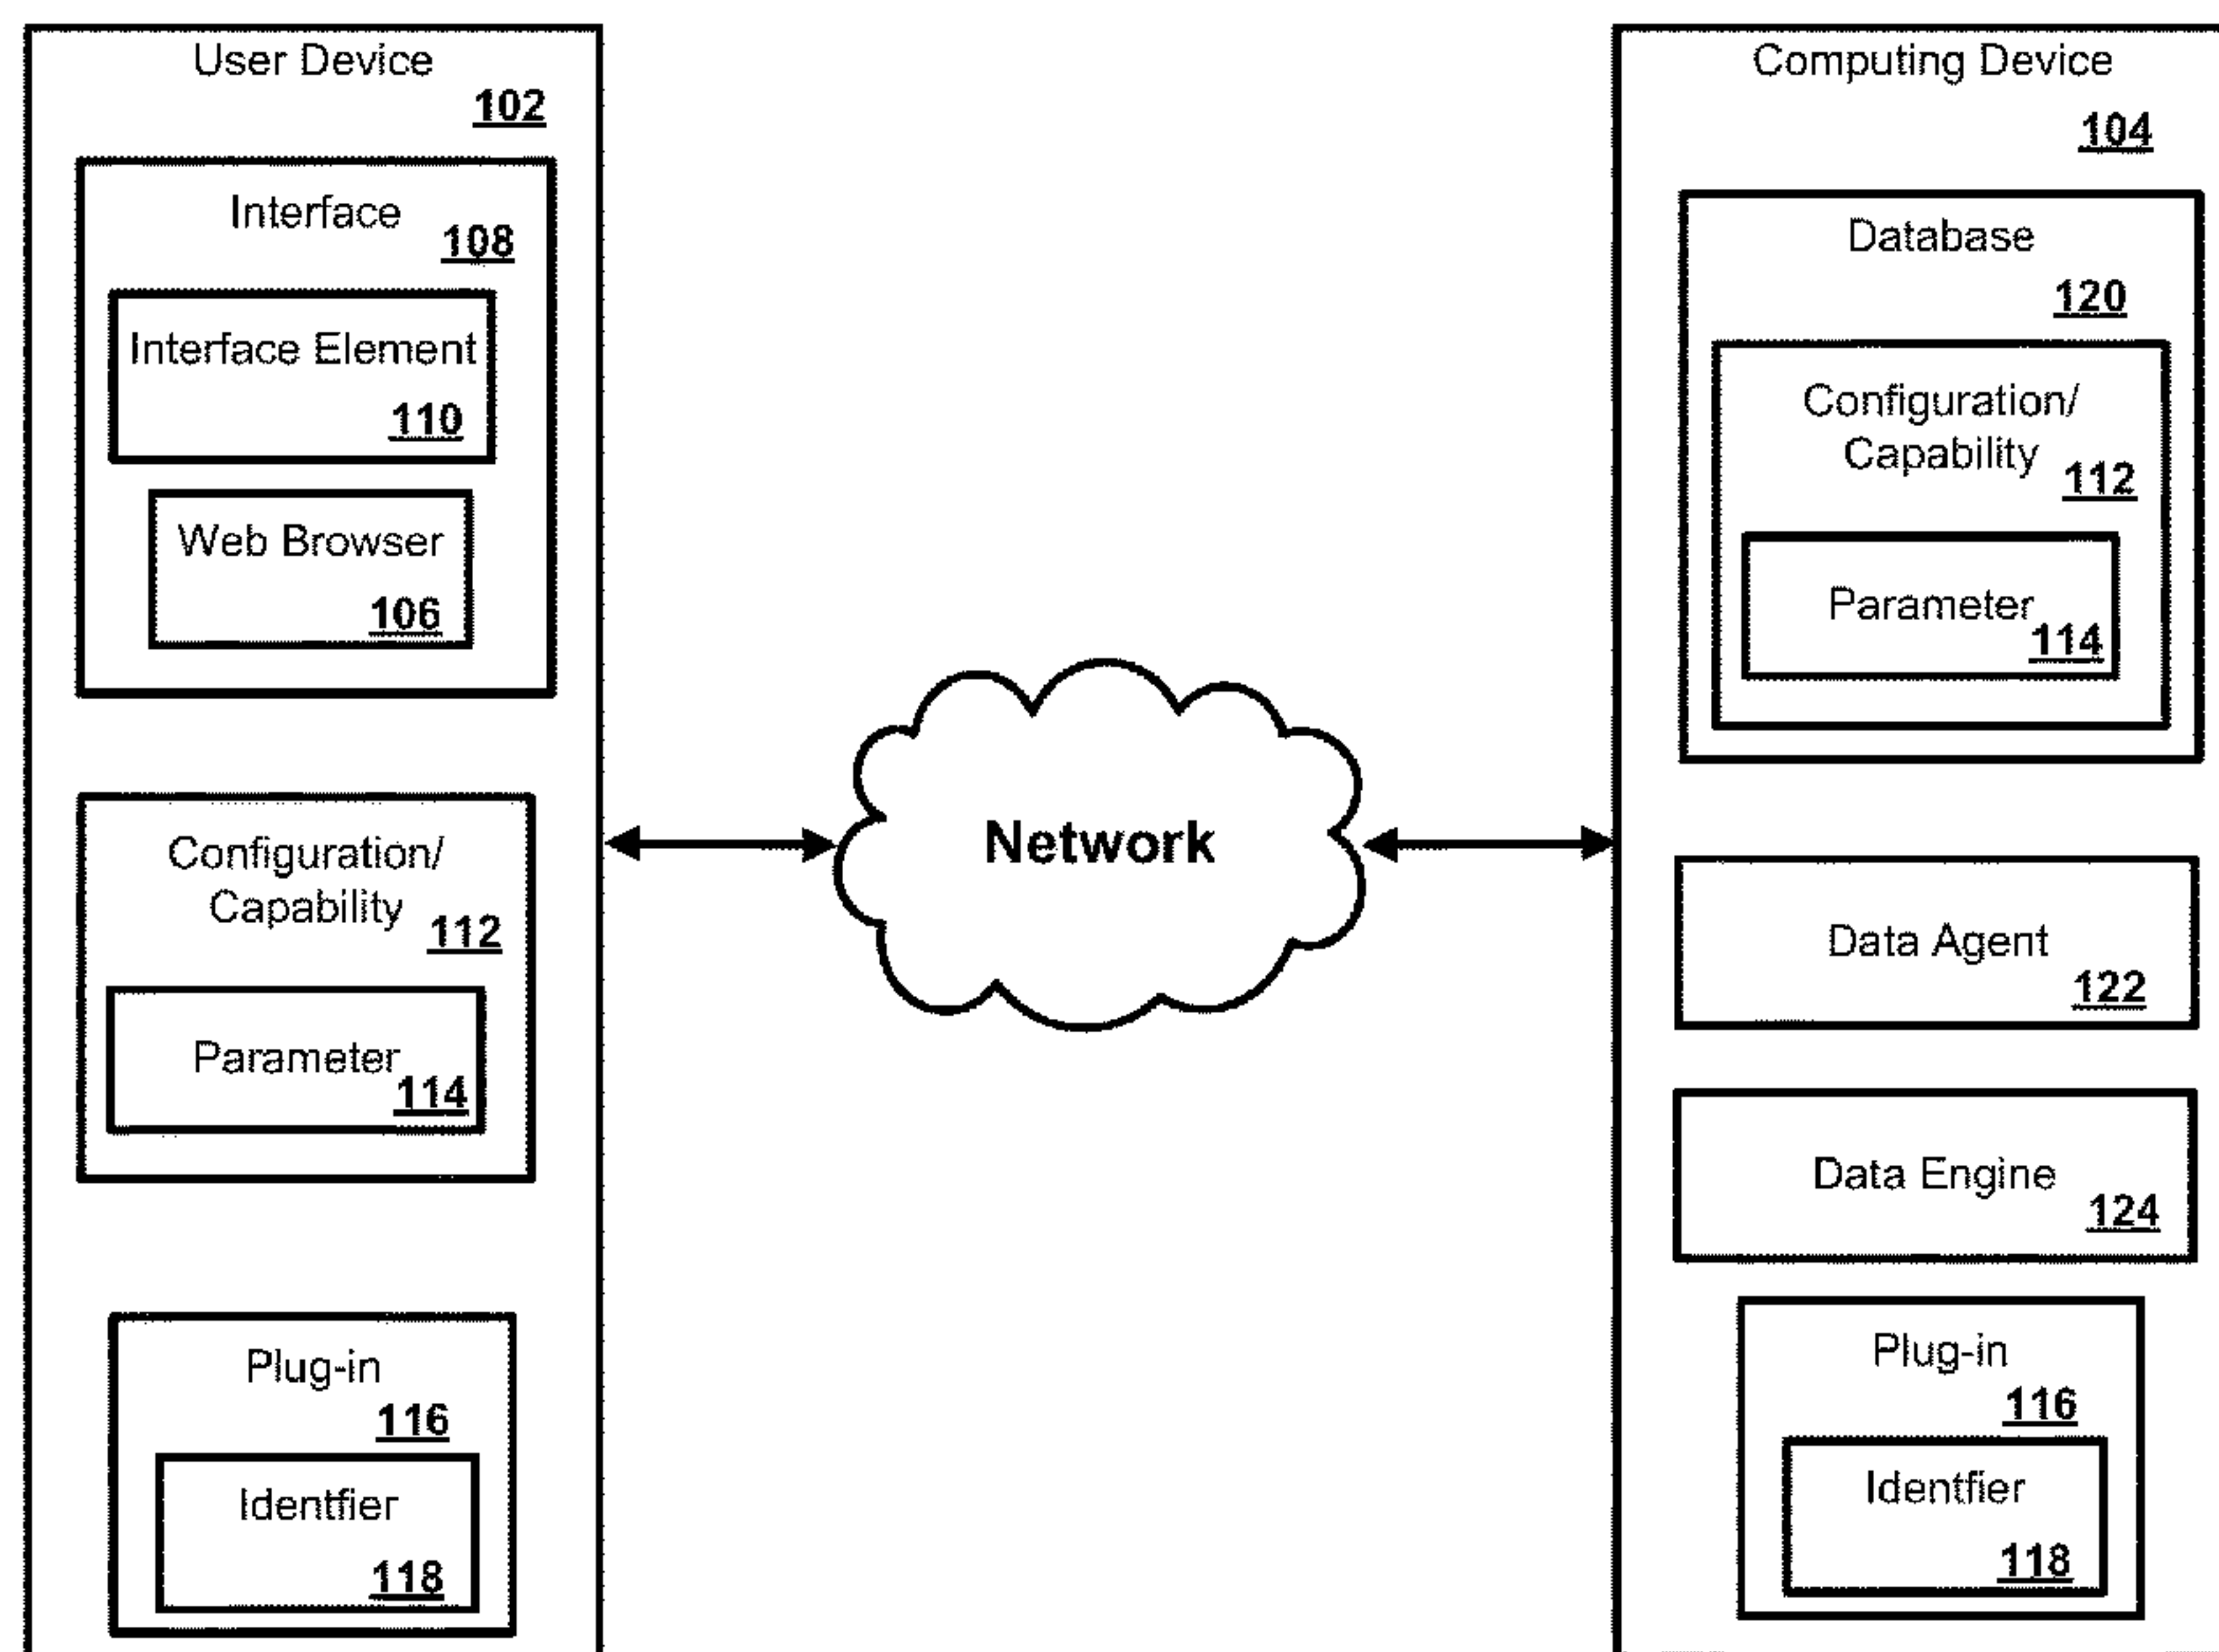 User Device
102
Interface
108
Interface Element
110
Web Browser
106
Configuration/
Capability
112
Parameter
114
Plug-in
116
Identfier
118
Network
Computing Device
104
Database
120
Configuration/
Capability
112
Parameter
114
Data Agent
122
Data Engine
124
Plug-in
116
Identfier
118